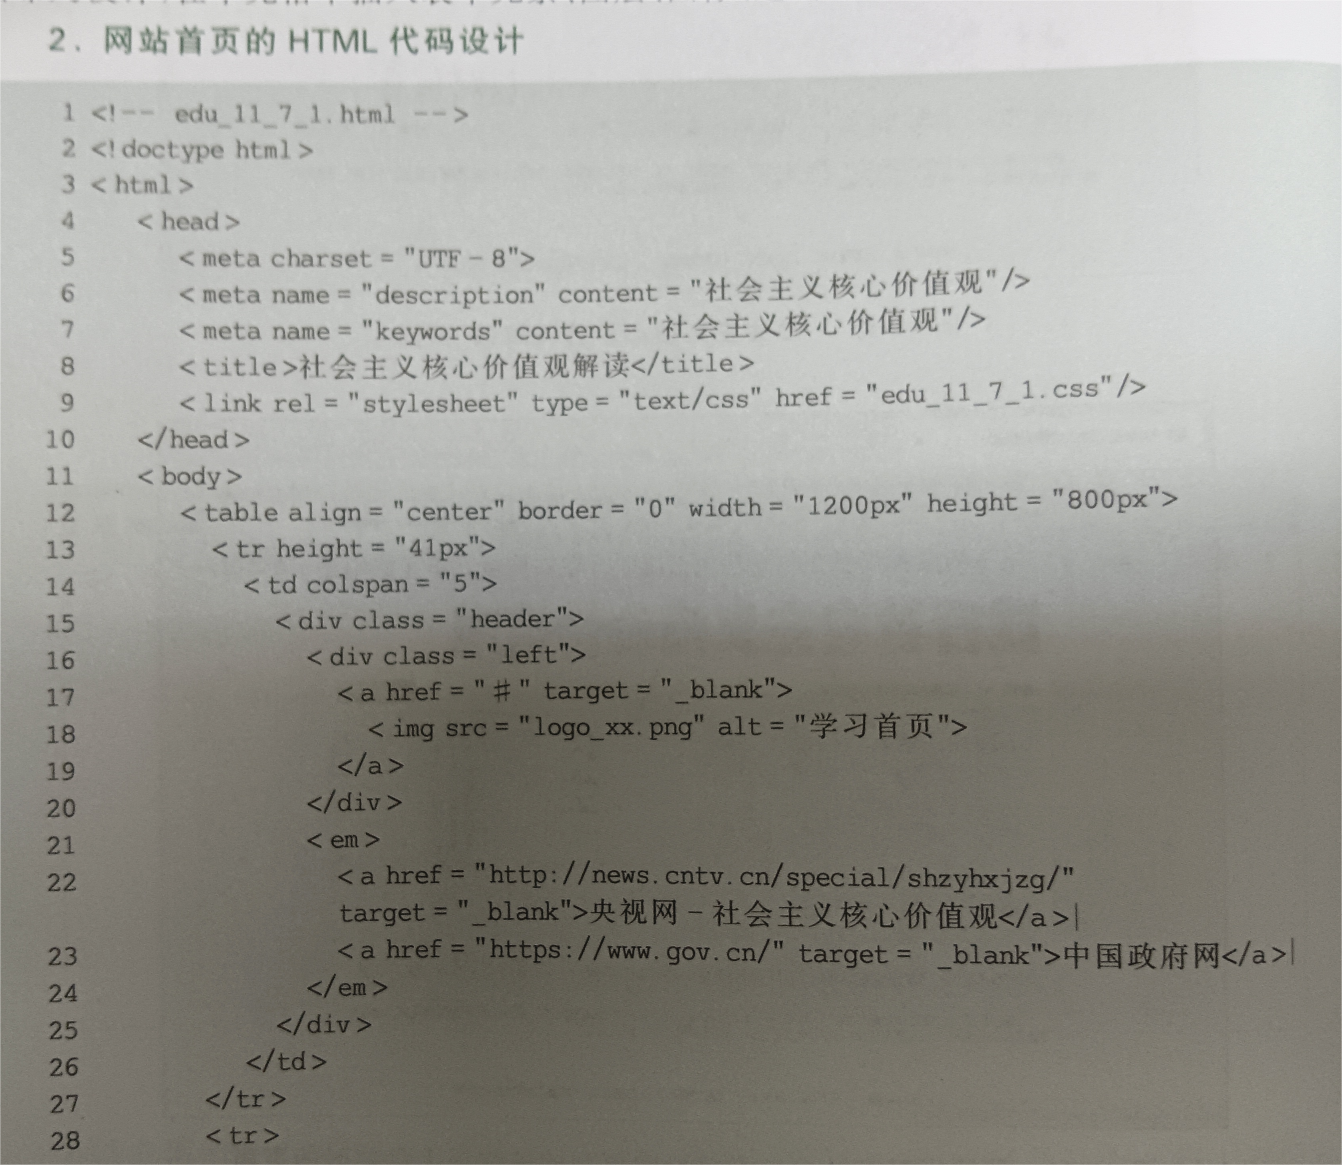 2. 网站首页的 HTML 代码设计
1 <!-- edu_11_7_1.html -->
2 <!doctype html>
3 <html>
4 <head>
5 <meta charset = "UTF-8">
6 <meta name = "description" content = "社会主义核心价值观"/>
7 <meta name = "keywords" content = "社会主义核心价值观"/>
8 <title>社会主义核心价值观解读</title>
9 <link rel = "stylesheet" type = "text/css" href = "edu_11_7_1.css"/>
10 </head>
11 <body>
12 <table align = "center" border = "0" width = "1200px" height = "800px">
13 <tr height = "41px">
14 <td colspan = "5">
15 <div class = "header">
16 <div class = "left">
17 <a href = "#" target = "_blank">
18 <img src = "logo_xx.png" alt = "学习首页">
19 </a>
20 </div>
21 <em>
22 <a href = "http://news.cntv.cn/special/shzyhxjzg/"
target = "_blank">央视网-社会主义核心价值观</a>|
23 <a href = "https://www.gov.cn/" target = "_blank">中国政府网</a>|
24 </em>
25 </div>
26 </td>
27 </tr>
28 <tr>